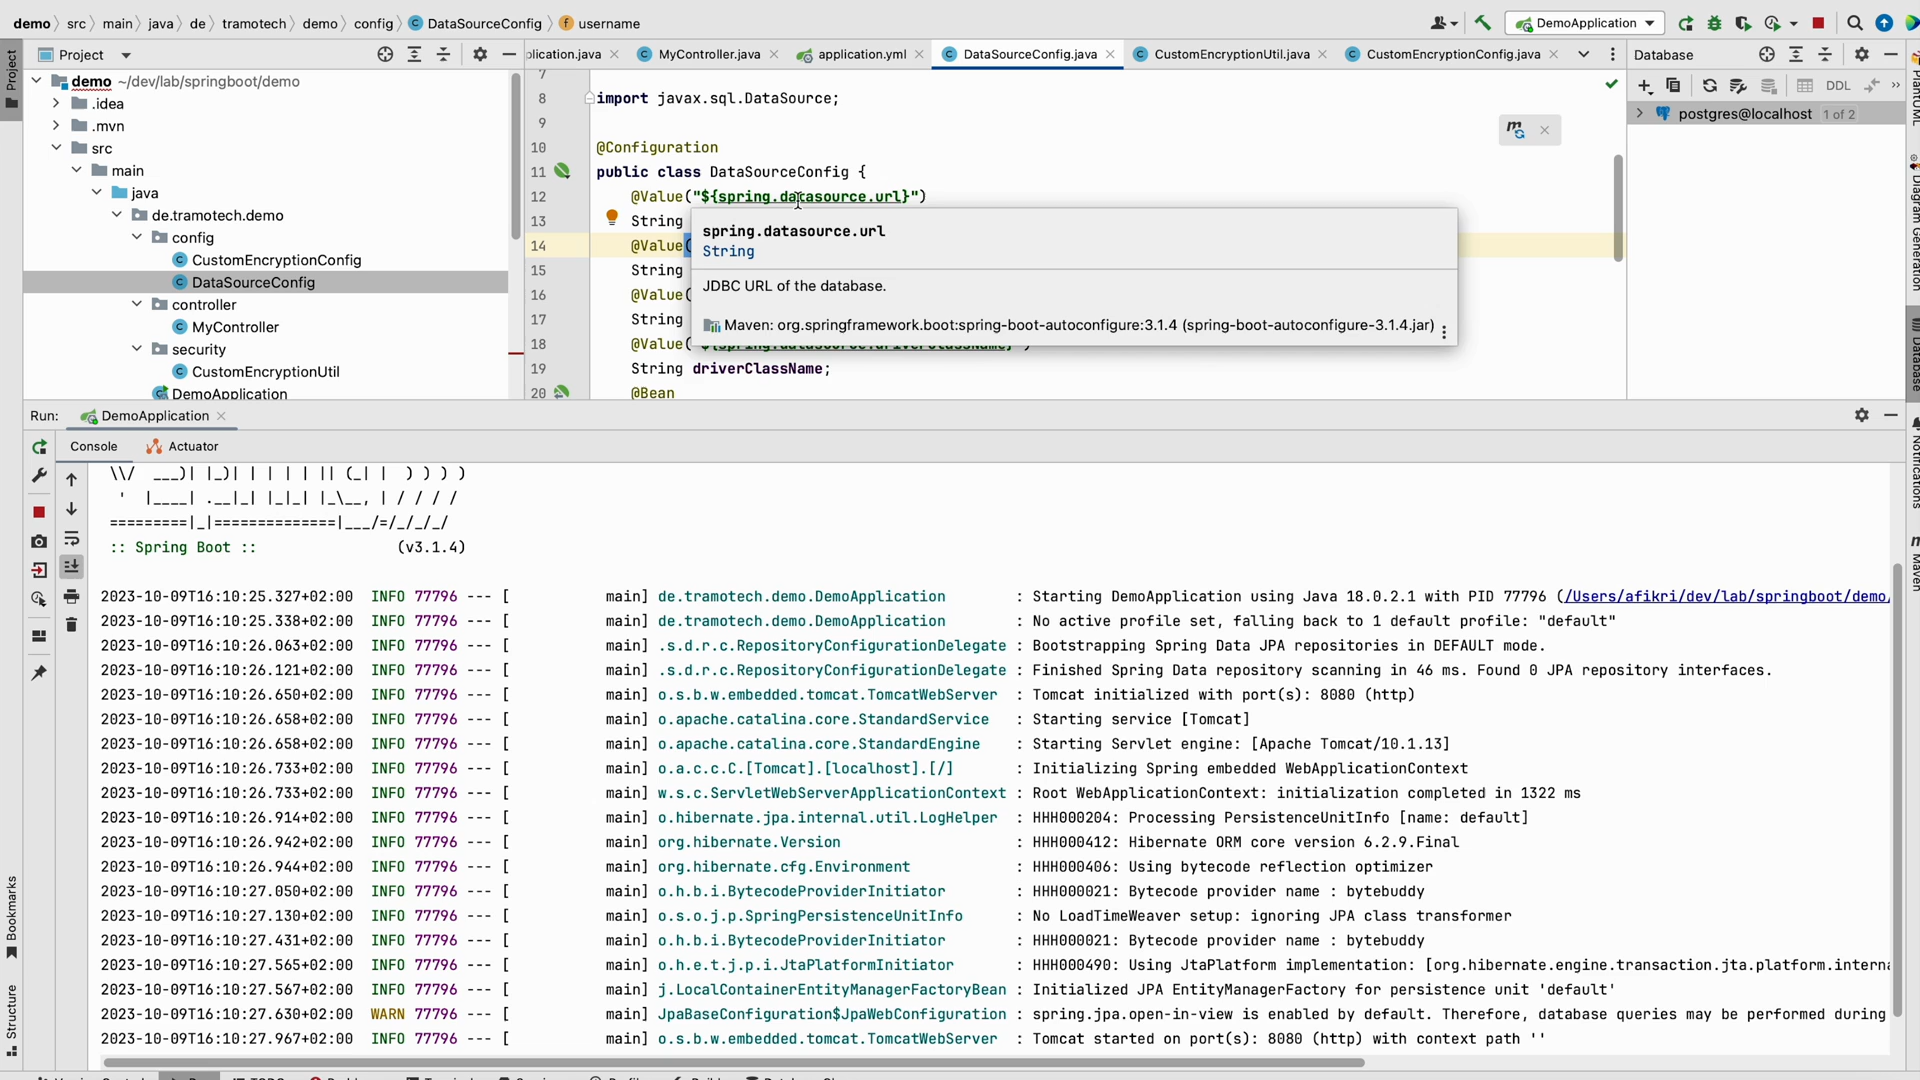 demo src main java de tramotech demo config DataSourceConfig username
DemoApplication
Project
plication.java MyController.java application.yml DataSourceConfig.java CustomEncryptionUtil.java CustomEncryptionConfig.java
Database
DDL
postgres@localhost 1 of 2
Project
demo ~/dev/lab/springboot/demo
.idea
.mvn
src
main
java
de.tramotech.demo
config
CustomEncryptionConfig
DataSourceConfig
controller
MyController
security
CustomEncryptionUtil
DemoApplication
7
8 import javax.sql.DataSource;
9
10 @Configuration
11 public class DataSourceConfig {
12 @Value("${spring.datasource.url}")
13 String
14 @Value(
15 String
16 @Value(
17 String
18 @Value("${spring.datasource.driverClassName}")
19 String driverClassName;
20 @Bean
spring.datasource.url
String
JDBC URL of the database.
Maven: org.springframework.boot:spring-boot-autoconfigure:3.1.4 (spring-boot-autoconfigure-3.1.4.jar)
PlantUML
Diagram Generation
Database
Notifications
Maven
Run: DemoApplication
Console Actuator
\\/  ___)| |_)| | | | | || (_| |  ) ) ) )
'  |____| .__|_| |_|_| |_\__, | / / / /
=========|_|==============|___/=/_/_/_/
:: Spring Boot :: (v3.1.4)
2023-10-09T16:10:25.327+02:00 INFO 77796 --- [ main] de.tramotech.demo.DemoApplication : Starting DemoApplication using Java 18.0.2.1 with PID 77796 (/Users/afikri/dev/lab/springboot/demo/
2023-10-09T16:10:25.338+02:00 INFO 77796 --- [ main] de.tramotech.demo.DemoApplication : No active profile set, falling back to 1 default profile: "default"
2023-10-09T16:10:26.063+02:00 INFO 77796 --- [ main] .s.d.r.c.RepositoryConfigurationDelegate : Bootstrapping Spring Data JPA repositories in DEFAULT mode.
2023-10-09T16:10:26.121+02:00 INFO 77796 --- [ main] .s.d.r.c.RepositoryConfigurationDelegate : Finished Spring Data repository scanning in 46 ms. Found 0 JPA repository interfaces.
2023-10-09T16:10:26.650+02:00 INFO 77796 --- [ main] o.s.b.w.embedded.tomcat.TomcatWebServer : Tomcat initialized with port(s): 8080 (http)
2023-10-09T16:10:26.658+02:00 INFO 77796 --- [ main] o.apache.catalina.core.StandardService : Starting service [Tomcat]
2023-10-09T16:10:26.658+02:00 INFO 77796 --- [ main] o.apache.catalina.core.StandardEngine : Starting Servlet engine: [Apache Tomcat/10.1.13]
2023-10-09T16:10:26.733+02:00 INFO 77796 --- [ main] o.a.c.c.C.[Tomcat].[localhost].[/] : Initializing Spring embedded WebApplicationContext
2023-10-09T16:10:26.733+02:00 INFO 77796 --- [ main] w.s.c.ServletWebServerApplicationContext : Root WebApplicationContext: initialization completed in 1322 ms
2023-10-09T16:10:26.914+02:00 INFO 77796 --- [ main] o.hibernate.jpa.internal.util.LogHelper : HHH000204: Processing PersistenceUnitInfo [name: default]
2023-10-09T16:10:26.942+02:00 INFO 77796 --- [ main] org.hibernate.Version : HHH000412: Hibernate ORM core version 6.2.9.Final
2023-10-09T16:10:26.944+02:00 INFO 77796 --- [ main] org.hibernate.cfg.Environment : HHH000406: Using bytecode reflection optimizer
2023-10-09T16:10:27.050+02:00 INFO 77796 --- [ main] o.h.b.i.BytecodeProviderInitiator : HHH000021: Bytecode provider name : bytebuddy
2023-10-09T16:10:27.130+02:00 INFO 77796 --- [ main] o.s.o.j.p.SpringPersistenceUnitInfo : No LoadTimeWeaver setup: ignoring JPA class transformer
2023-10-09T16:10:27.431+02:00 INFO 77796 --- [ main] o.h.b.i.BytecodeProviderInitiator : HHH000021: Bytecode provider name : bytebuddy
2023-10-09T16:10:27.565+02:00 INFO 77796 --- [ main] o.h.e.t.j.p.i.JtaPlatformInitiator : HHH000490: Using JtaPlatform implementation: [org.hibernate.engine.transaction.jta.platform.interna
2023-10-09T16:10:27.567+02:00 INFO 77796 --- [ main] j.LocalContainerEntityManagerFactoryBean : Initialized JPA EntityManagerFactory for persistence unit 'default'
2023-10-09T16:10:27.630+02:00 WARN 77796 --- [ main] JpaBaseConfiguration$JpaWebConfiguration : spring.jpa.open-in-view is enabled by default. Therefore, database queries may be performed during
2023-10-09T16:10:27.967+02:00 INFO 77796 --- [ main] o.s.b.w.embedded.tomcat.TomcatWebServer : Tomcat started on port(s): 8080 (http) with context path ''
Bookmarks
Structure